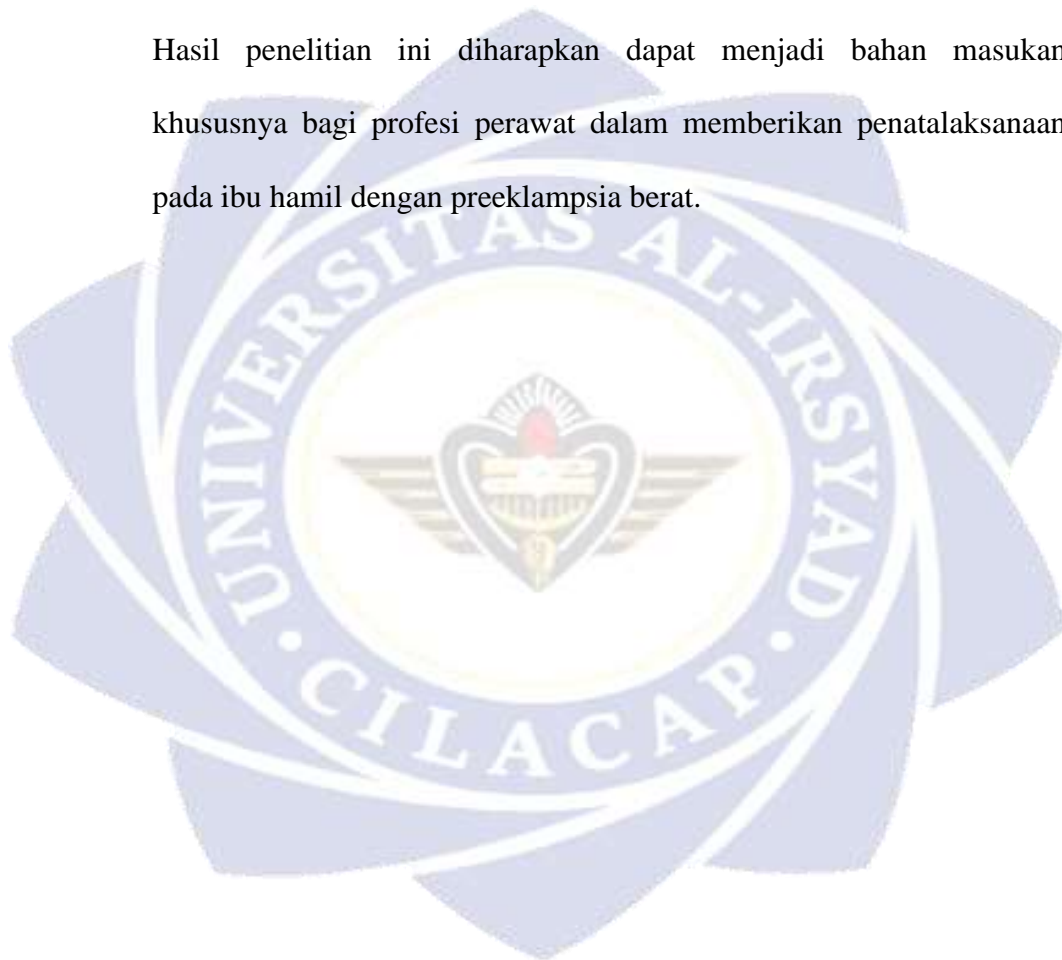 Hasil penelitian ini diharapkan dapat menjadi bahan masukan
khususnya bagi profesi perawat dalam memberikan penatalaksanaan
pada ibu hamil dengan preeklampsia berat.
UNIVERSITAS AL-IRSYAD
• CILACAP •